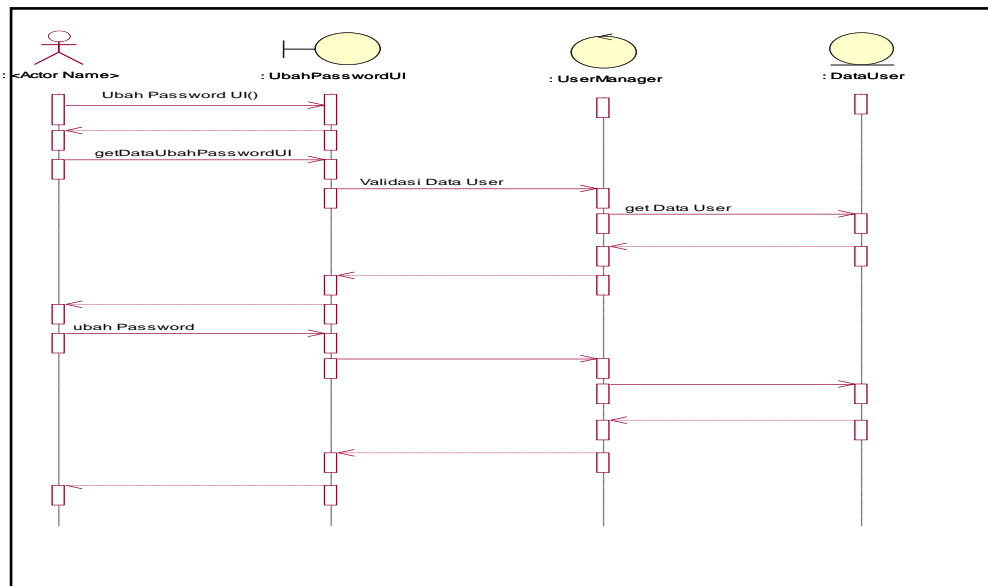 : <Actor Name>
: UbahPasswordUI
: UserManager
: DataUser
Ubah Password UI()
getDataUbahPasswordUI
Validasi Data User
get Data User
ubah Password